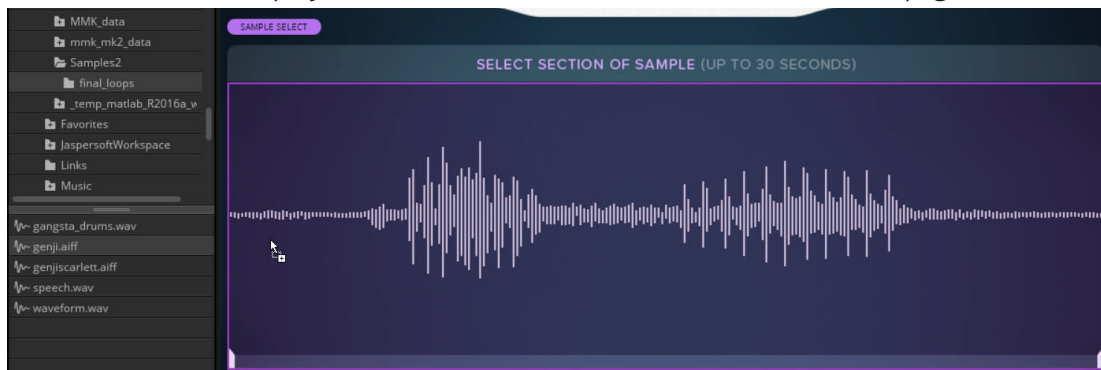 MMK_data
mmk_mk2_data
Samples2
final_loops
_temp_matlab_R2016a_w
Favorites
JaspersoftWorkspace
Links
Music
gangsta_drums.wav
genji.aiff
genjiscarlett.aiff
speech.wav
waveform.wav
SAMPLE SELECT
SELECT SECTION OF SAMPLE (UP TO 30 SECONDS)